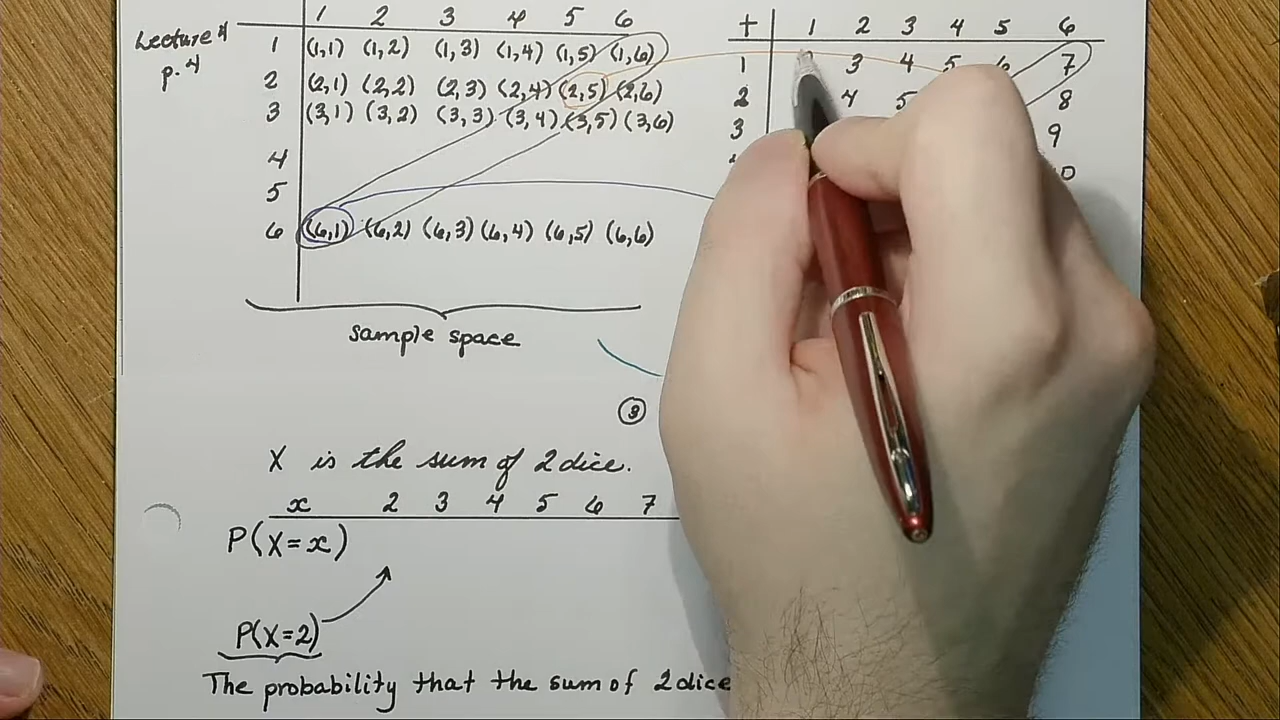 Lecture 4
p. 4
1 2 3 4 5 6
1 (1,1) (1,2) (1,3) (1,4) (1,5) (1,6)
2 (2,1) (2,2) (2,3) (2,4) (2,5) (2,6)
3 (3,1) (3,2) (3,3) (3,4) (3,5) (3,6)
4
5
6 (6,1) (6,2) (6,3) (6,4) (6,5) (6,6)
sample space
+ 1 2 3 4 5 6
1 3 4 5 6 7
2 4 5 8
3 9
3
X is the sum of 2 dice.
x 2 3 4 5 6 7
P(X=x)
P(X=2)
The probability that the sum of 2 dice